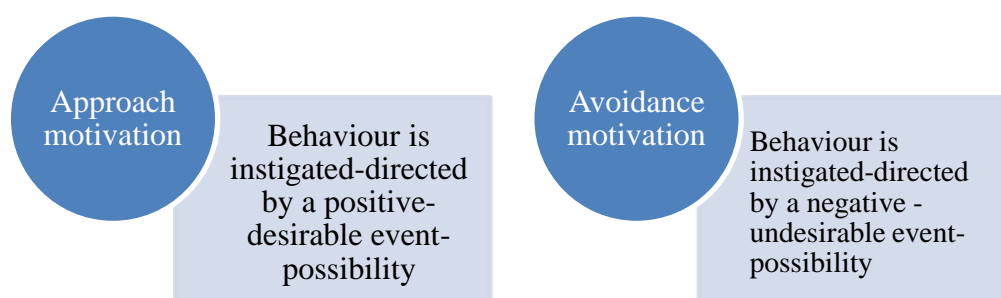 Approach
motivation
Behaviour is
instigated-directed
by a positive-
desirable event-
possibility
Avoidance
motivation
Behaviour is
instigated-directed
by a negative -
undesirable event-
possibility